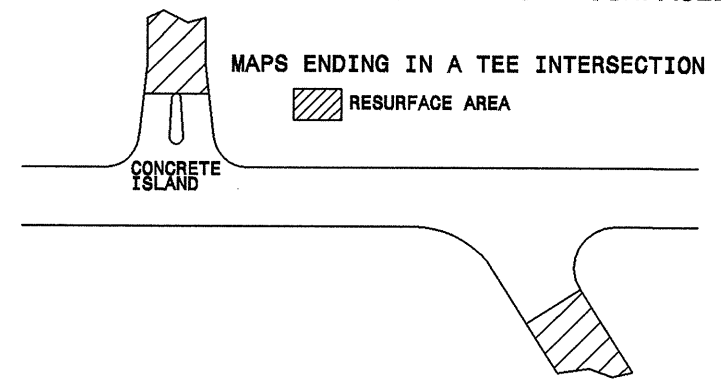 MAPS ENDING IN A TEE INTERSECTION
RESURFACE AREA
CONCRETE
ISLAND